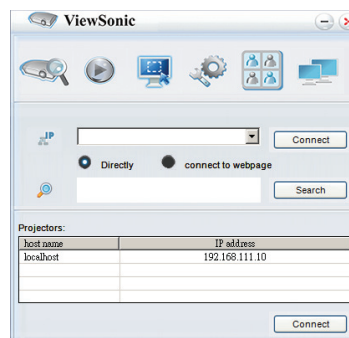 ViewSonic
IP
Connect
Directly connect to webpage
Search
Projectors:
host name IP address
localhost 192.168.111.10
Connect